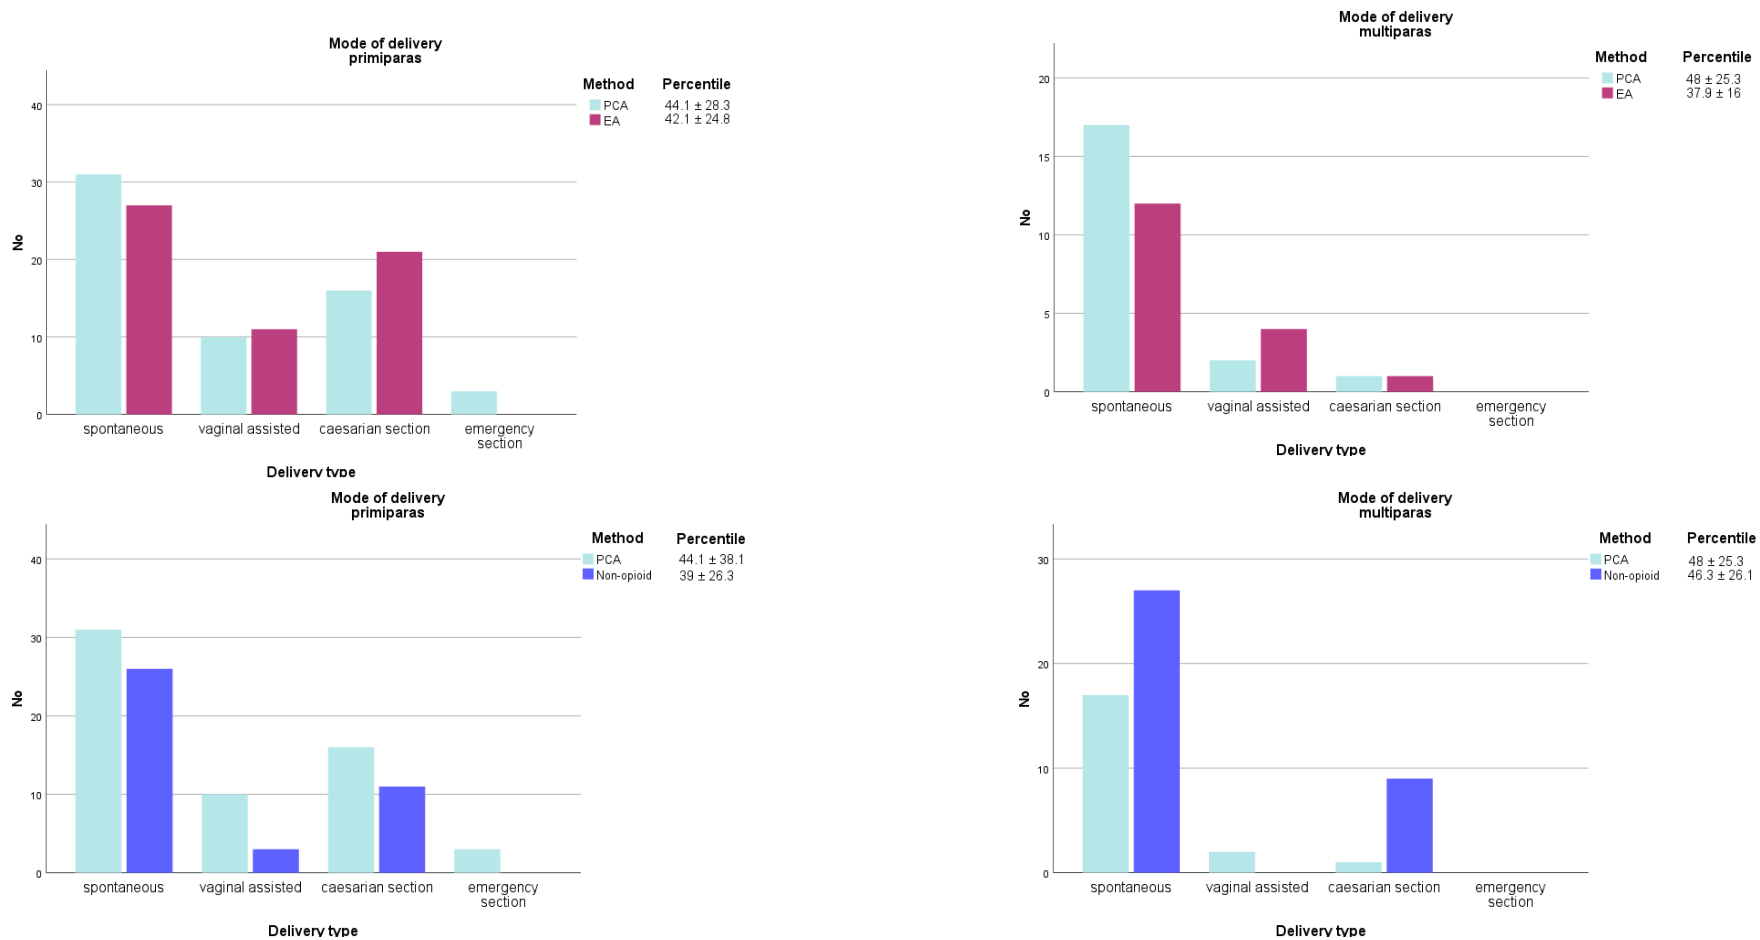 Mode of delivery
primiparas
Method Percentile
PCA 44.1 ± 28.3
EA 42.1 ± 24.8
40
30
20
10
0
No
spontaneous vaginal assisted caesarian section emergency
section
Delivery type
Mode of delivery
multiparas
Method Percentile
PCA 48 ± 25.3
EA 37.9 ± 16
20
15
10
5
0
No
spontaneous vaginal assisted caesarian section emergency
section
Delivery type
Mode of delivery
primiparas
Method Percentile
PCA 44.1 ± 38.1
Non-opioid 39 ± 26.3
40
30
20
10
0
No
spontaneous vaginal assisted caesarian section emergency
section
Delivery type
Mode of delivery
multiparas
Method Percentile
PCA 48 ± 25.3
Non-opioid 46.3 ± 26.1
30
20
10
0
No
spontaneous vaginal assisted caesarian section emergency
section
Delivery type